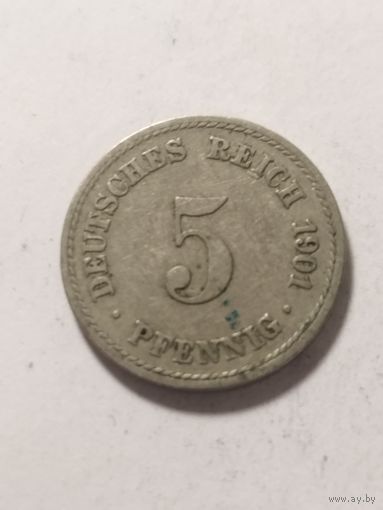 DEUTSCHES REICH 1901
5
PFENNIG
www.ay.by